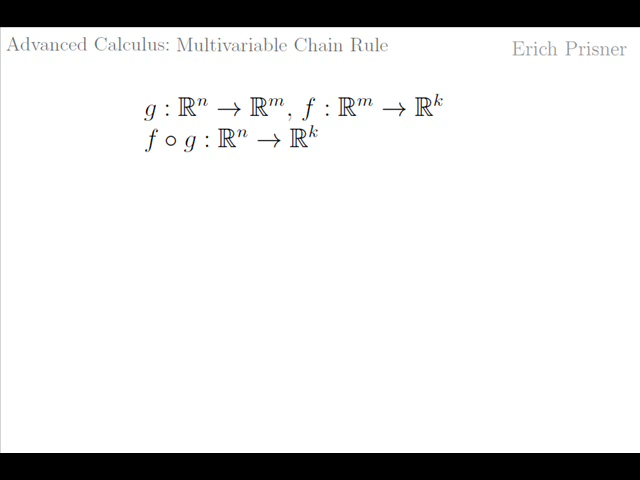 Advanced Calculus: Multivariable Chain Rule
Erich Prisner
g : ℝⁿ → ℝᵐ, f : ℝᵐ → ℝᵏ
f ∘ g : ℝⁿ → ℝᵏ